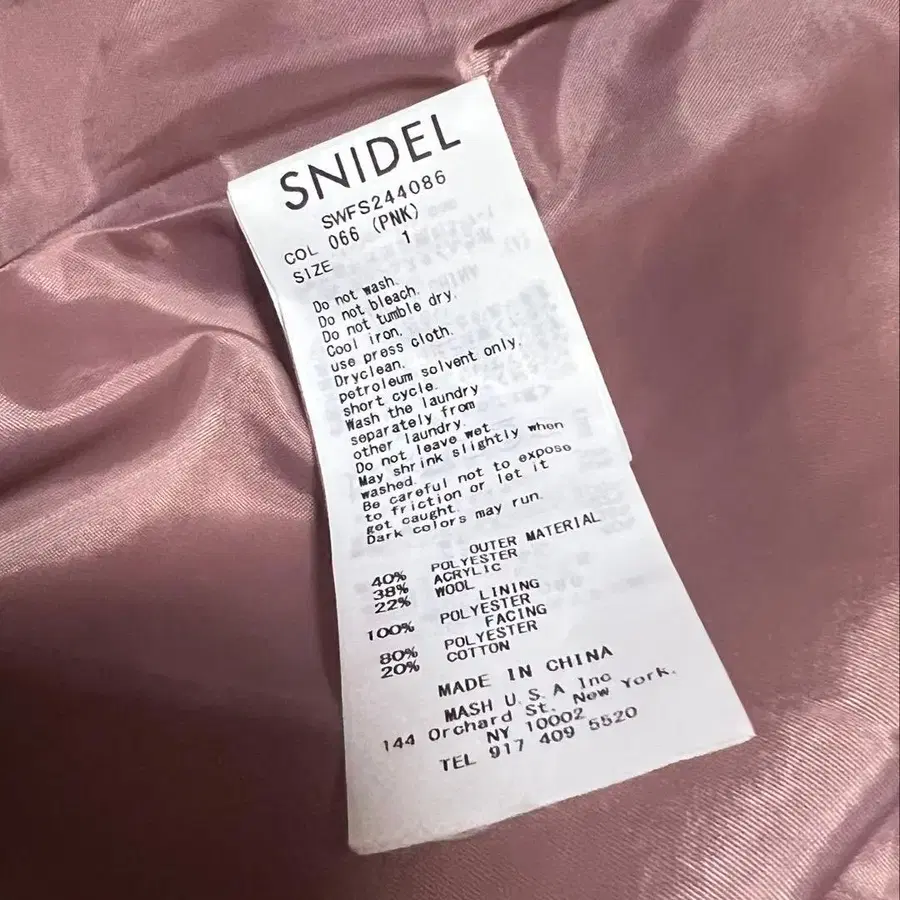 SNIDEL
SWFS244086
COL 066 (PNK)
SIZE 1
Do not wash.
Do not bleach.
Do not tumble dry.
Cool iron.
use press cloth.
Dryclean.
petroleum solvent only.
short cycle.
Wash the laundry
separately from
other laundry.
Do not leave wet
May shrink slightly when
washed.
Be careful not to expose
to friction or let it
get caught.
Dark colors may run.
OUTER MATERIAL
40% POLYESTER
38% ACRYLIC
22% WOOL
LINING
100% POLYESTER
FACING
80% POLYESTER
20% COTTON
MADE IN CHINA
MASH U.S.A Inc
144 Orchard St. New York.
NY 10002
TEL 917 409 5520